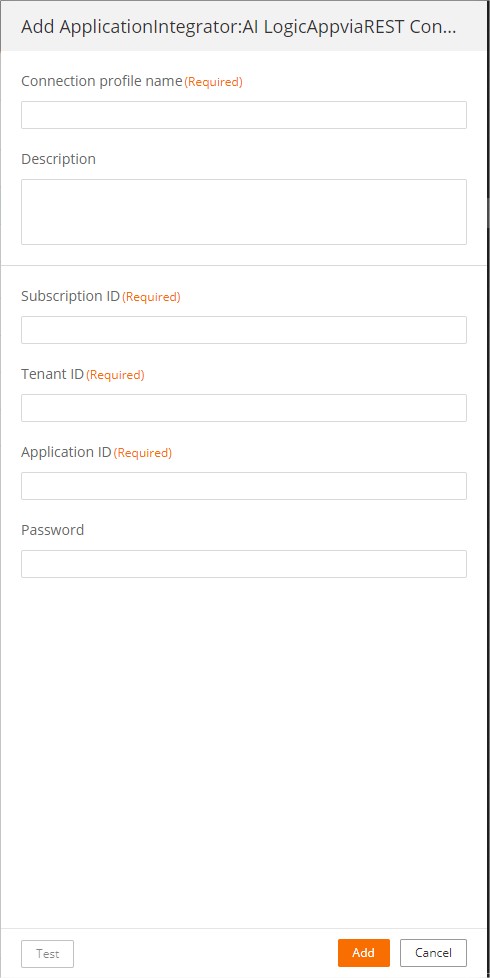 Add ApplicationIntegrator:AI LogicAppviaREST Con...
Connection profile name (Required)
Description
Subscription ID (Required)
Tenant ID (Required)
Application ID (Required)
Password
Test
Add
Cancel